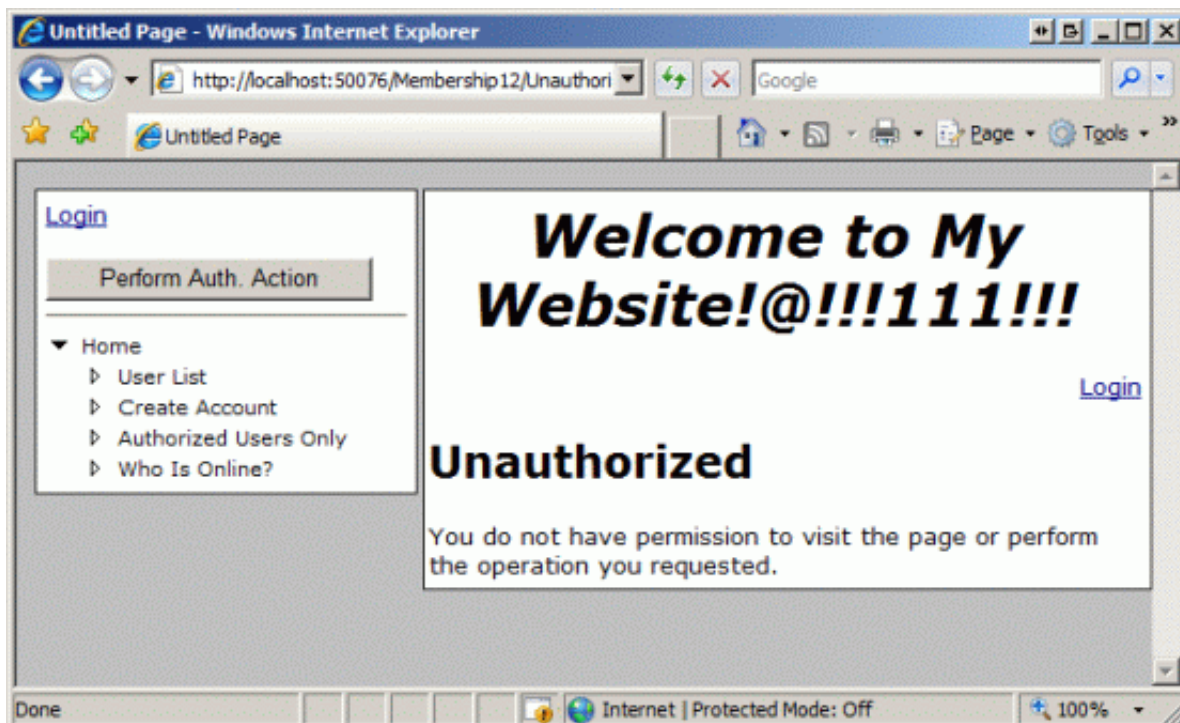 Untitled Page - Windows Internet Explorer
http://localhost:50076/Membership12/Unauthori
Google
Untitled Page
Page
Tools
Login
Perform Auth. Action
Home
User List
Create Account
Authorized Users Only
Who Is Online?
Welcome to My
Website!@!!!111!!!
Login
Unauthorized
You do not have permission to visit the page or perform
the operation you requested.
Done
Internet | Protected Mode: Off
100%